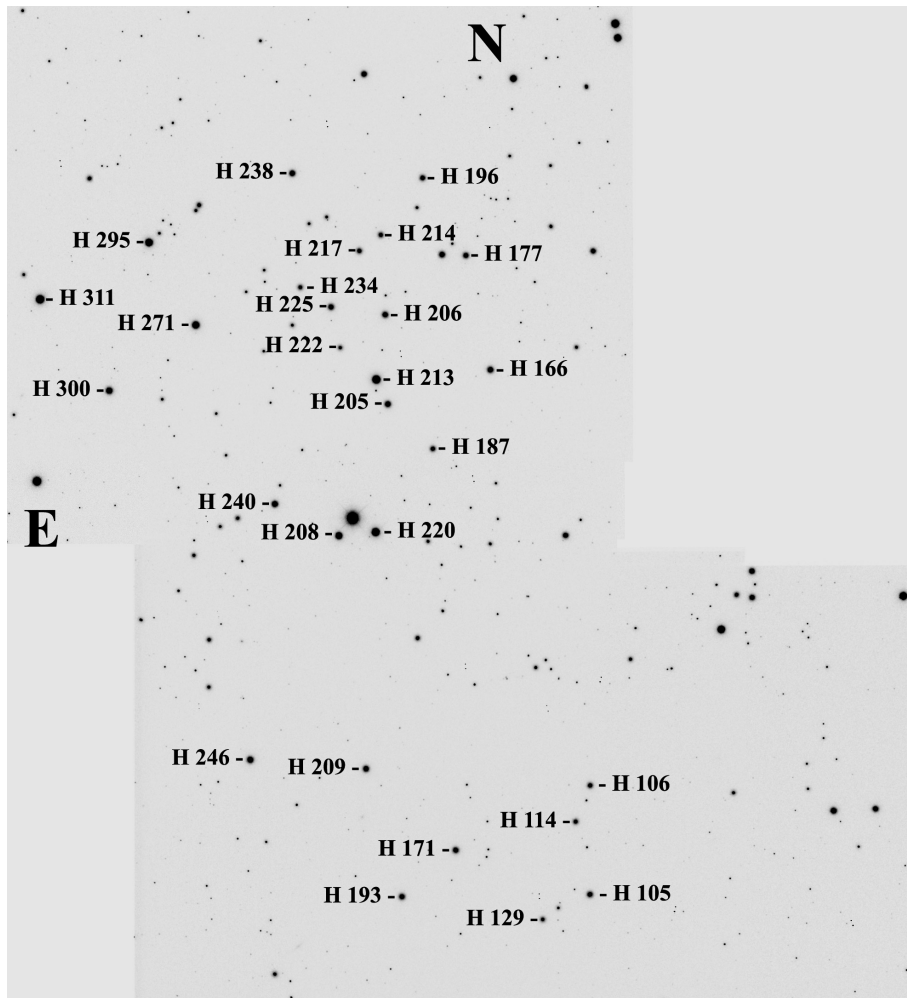 N
H 238 -
- H 196
H 295 -
- H 214
H 217 -
- H 177
- H 234
- H 311
H 225 -
- H 206
H 271 -
H 222 -
- H 166
- H 213
H 300 -
H 205 -
- H 187
H 240 -
E
H 208 -
- H 220
H 246 -
H 209 -
- H 106
H 114 -
H 171 -
H 193 -
- H 105
H 129 -